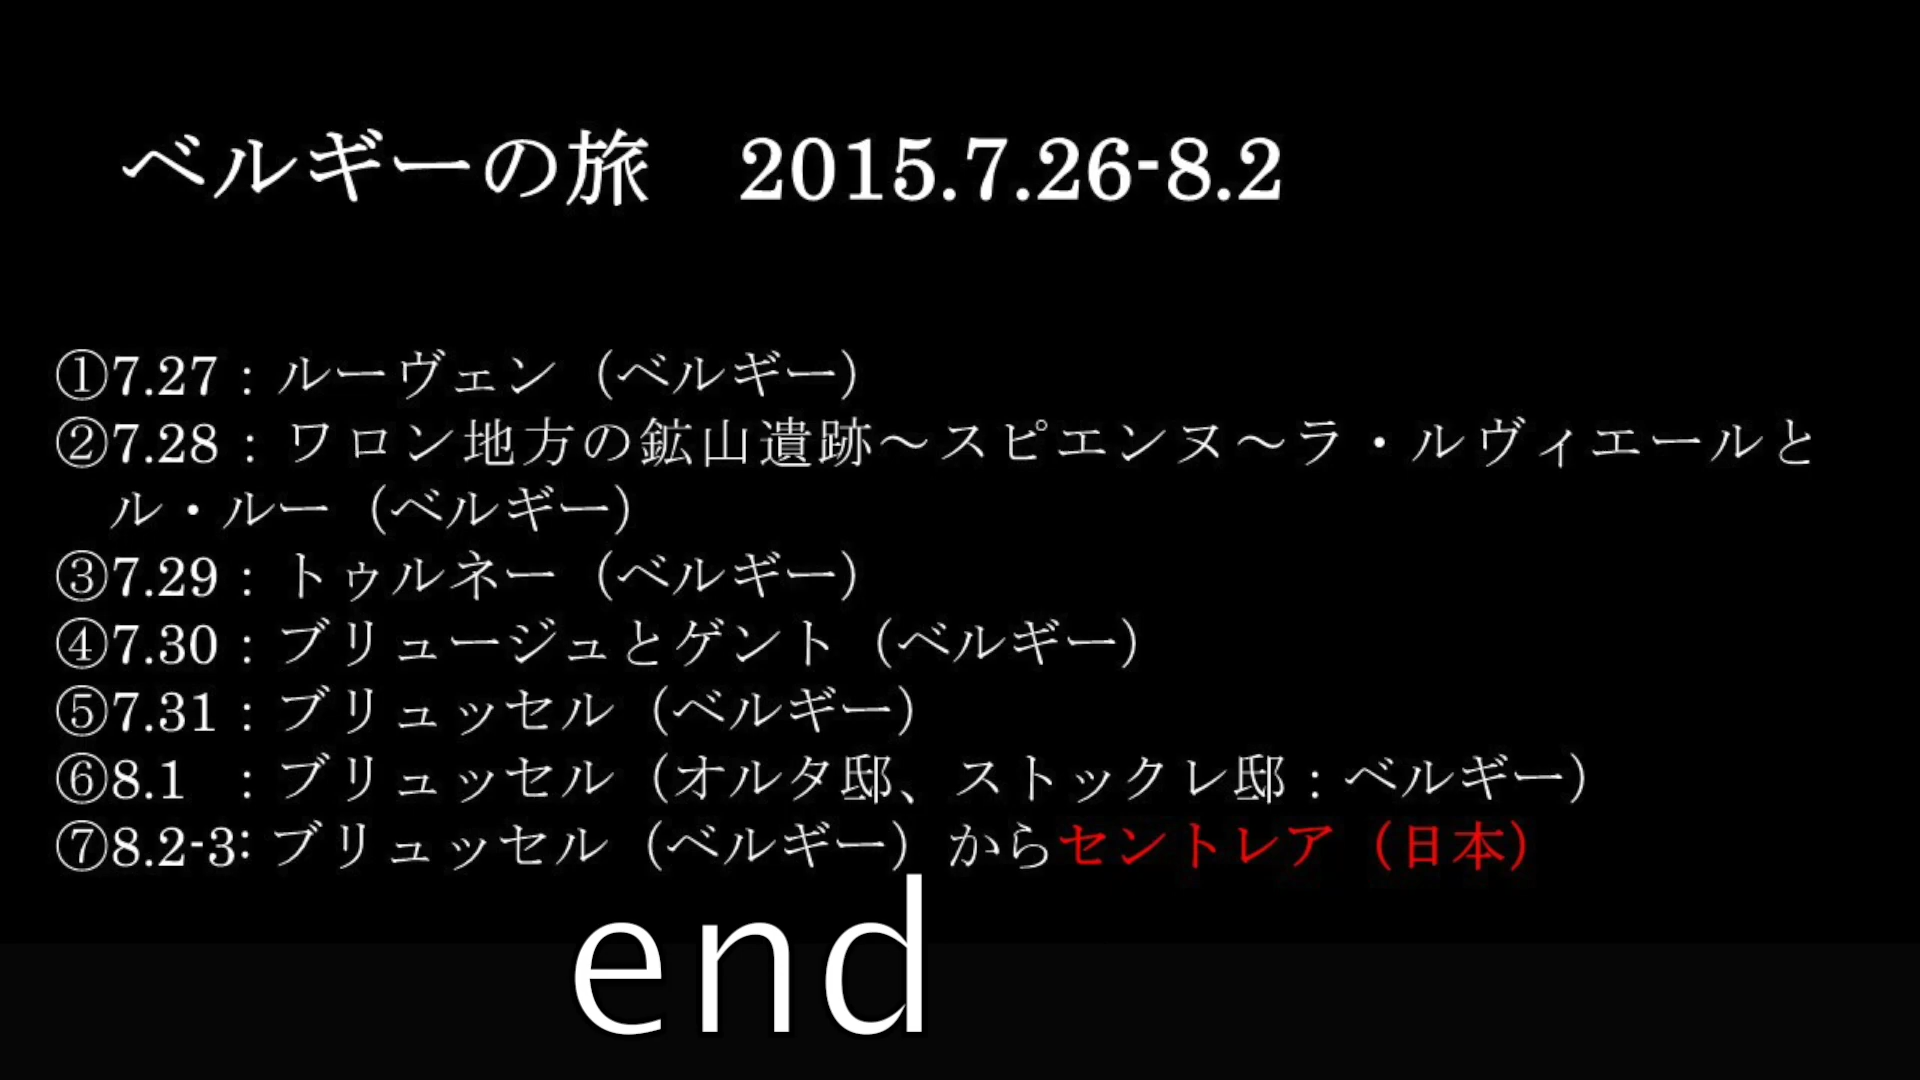 ベルギーの旅　2015.7.26-8.2
①7.27：ルーヴェン（ベルギー）
②7.28：ワロン地方の鉱山遺跡～スピエンヌ～ラ・ルヴィエールと
ル・ルー（ベルギー）
③7.29：トゥルネー（ベルギー）
④7.30：ブリュージュとゲント（ベルギー）
⑤7.31：ブリュッセル（ベルギー）
⑥8.1　：ブリュッセル（オルタ邸、ストックレ邸：ベルギー）
⑦8.2-3: ブリュッセル（ベルギー）からセントレア（日本）
end